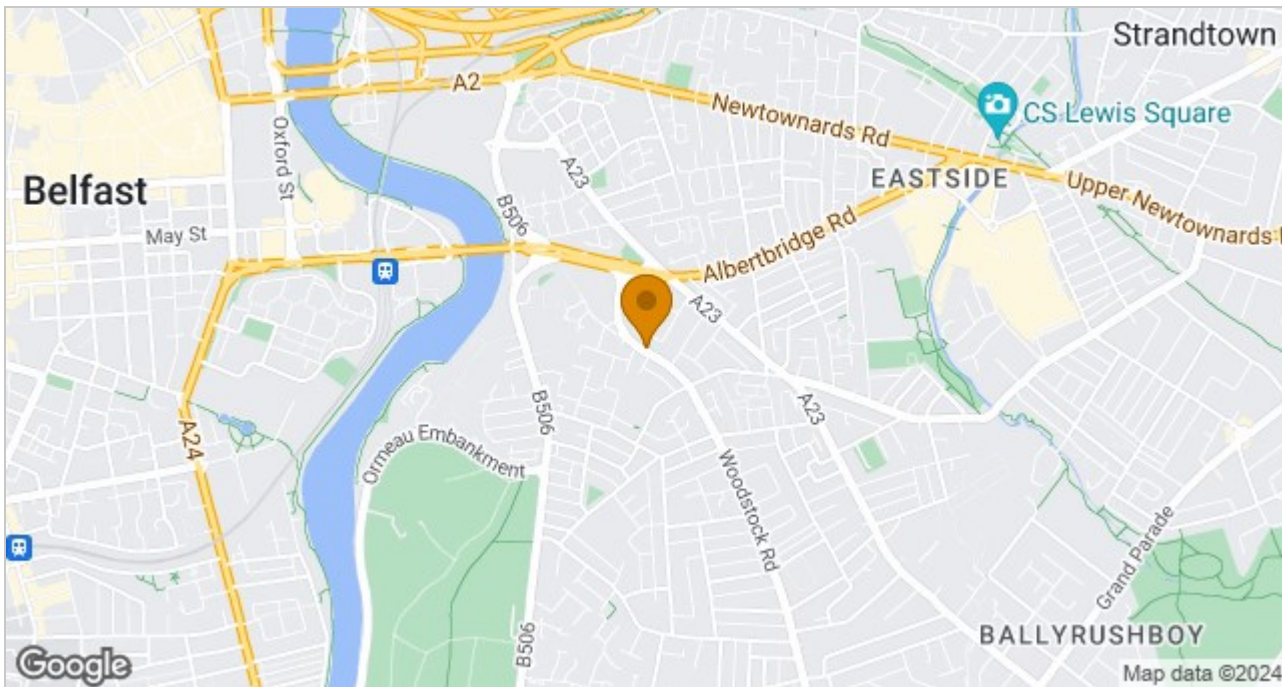 Strandtown
A2
Newtownards Rd
CS Lewis Square
Oxford St
A23
EASTSIDE
Upper Newtownards R
Belfast
B506
May St
Albertbridge Rd
A23
A24
B506
A23
Ormeau Embankment
Woodstock Rd
Grand Parade
B506
BALLYRUSHBOY
Google
Map data ©2024